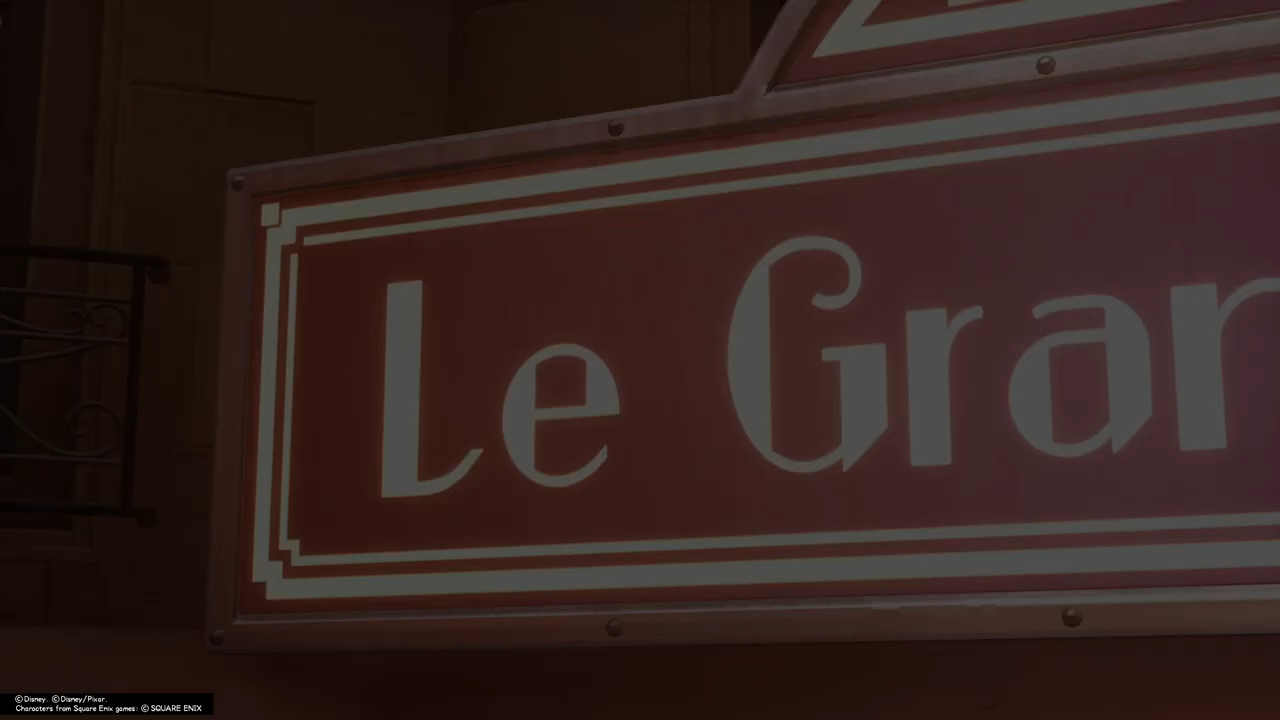 Le Gran
©Disney. ©Disney/Pixar.
Characters from Square Enix games: © SQUARE ENIX